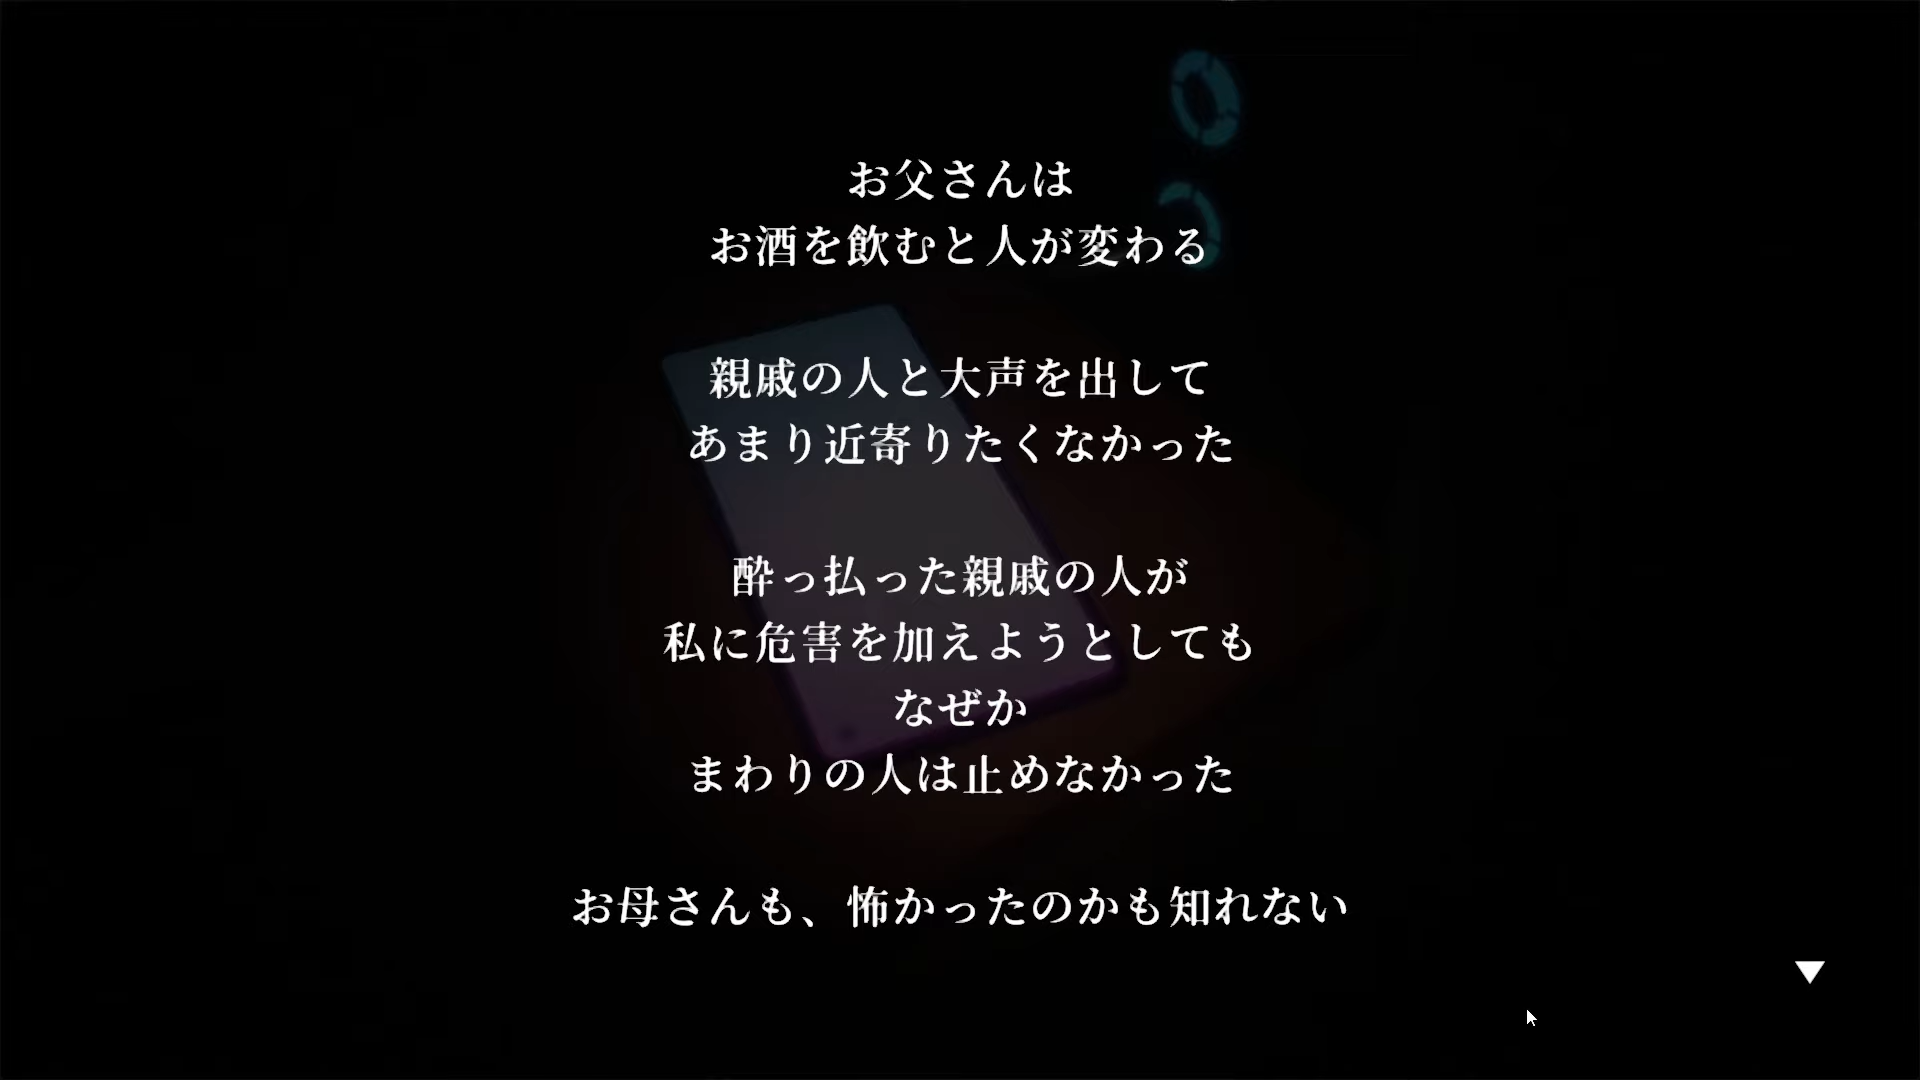 お父さんは
お酒を飲むと人が変わる
親戚の人と大声を出して
あまり近寄りたくなかった
酔っ払った親戚の人が
私に危害を加えようとしても
なぜか
まわりの人は止めなかった
お母さんも、怖かったのかも知れない